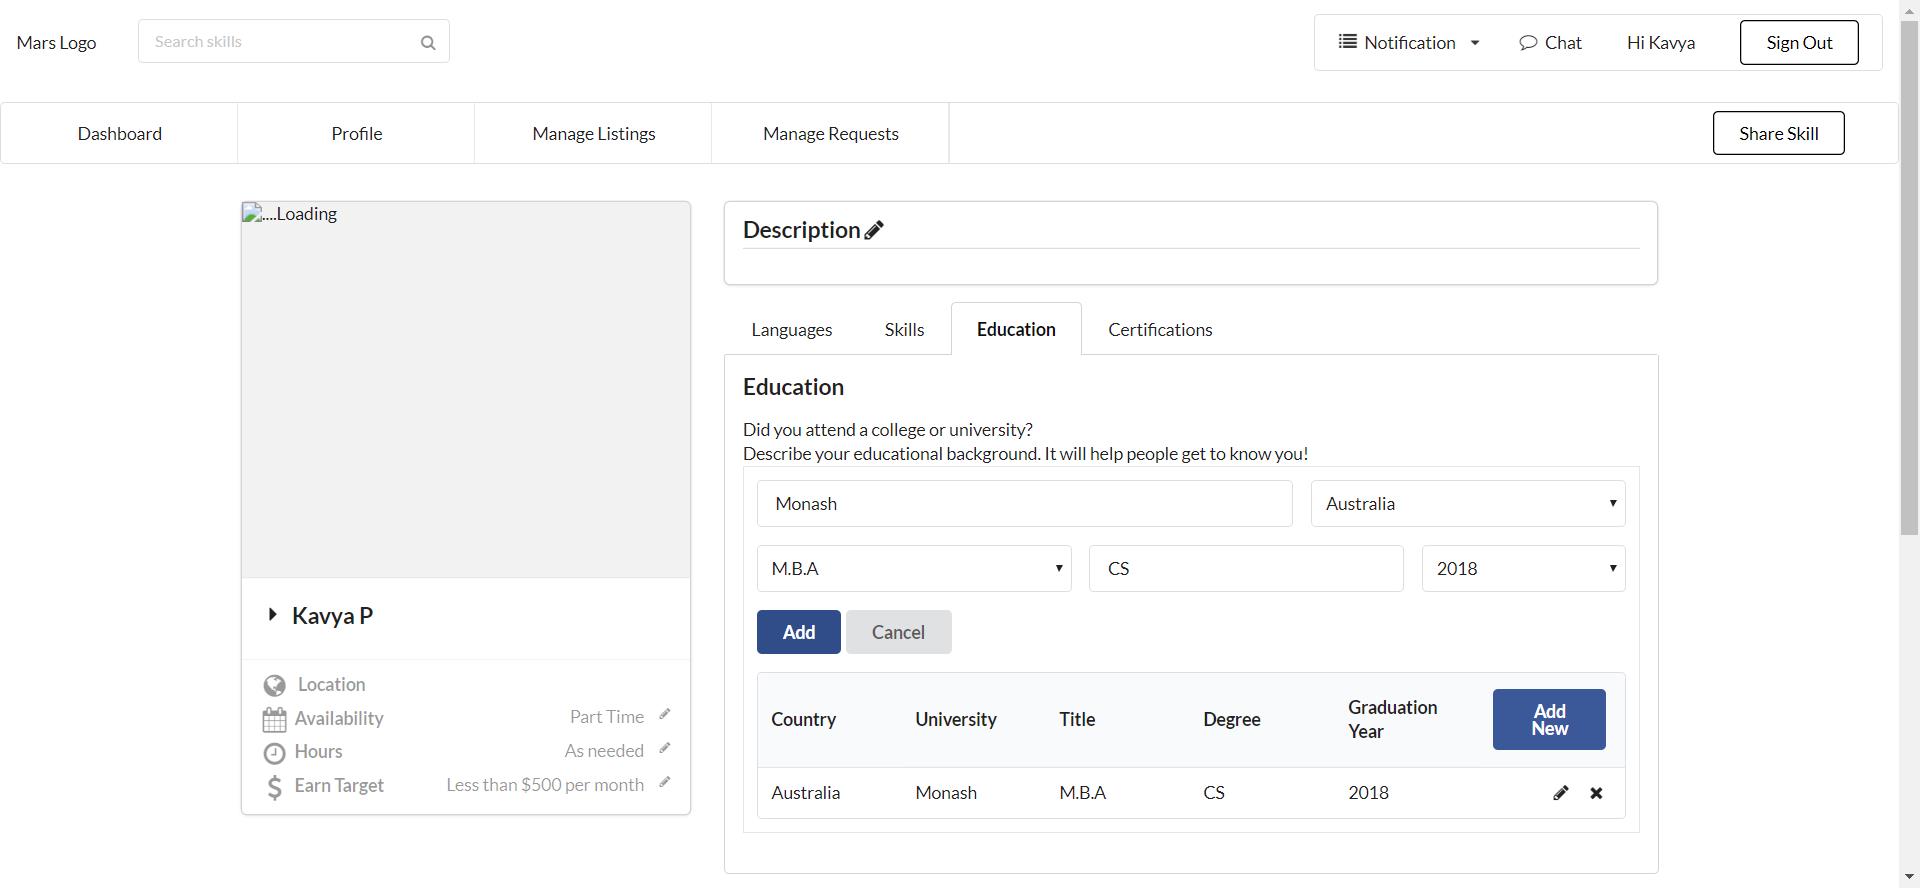 Mars Logo
Search skills
Notification
Chat
Hi Kavya
Sign Out
Dashboard
Profile
Manage Listings
Manage Requests
Share Skill
....Loading
Kavya P
Location
Availability
Part Time
Hours
As needed
Earn Target
Less than $500 per month
Description
Languages
Skills
Education
Certifications
Education
Did you attend a college or university?
Describe your educational background. It will help people get to know you!
Monash
Australia
M.B.A
CS
2018
Add
Cancel
Country
University
Title
Degree
Graduation
Year
Add
New
Australia
Monash
M.B.A
CS
2018